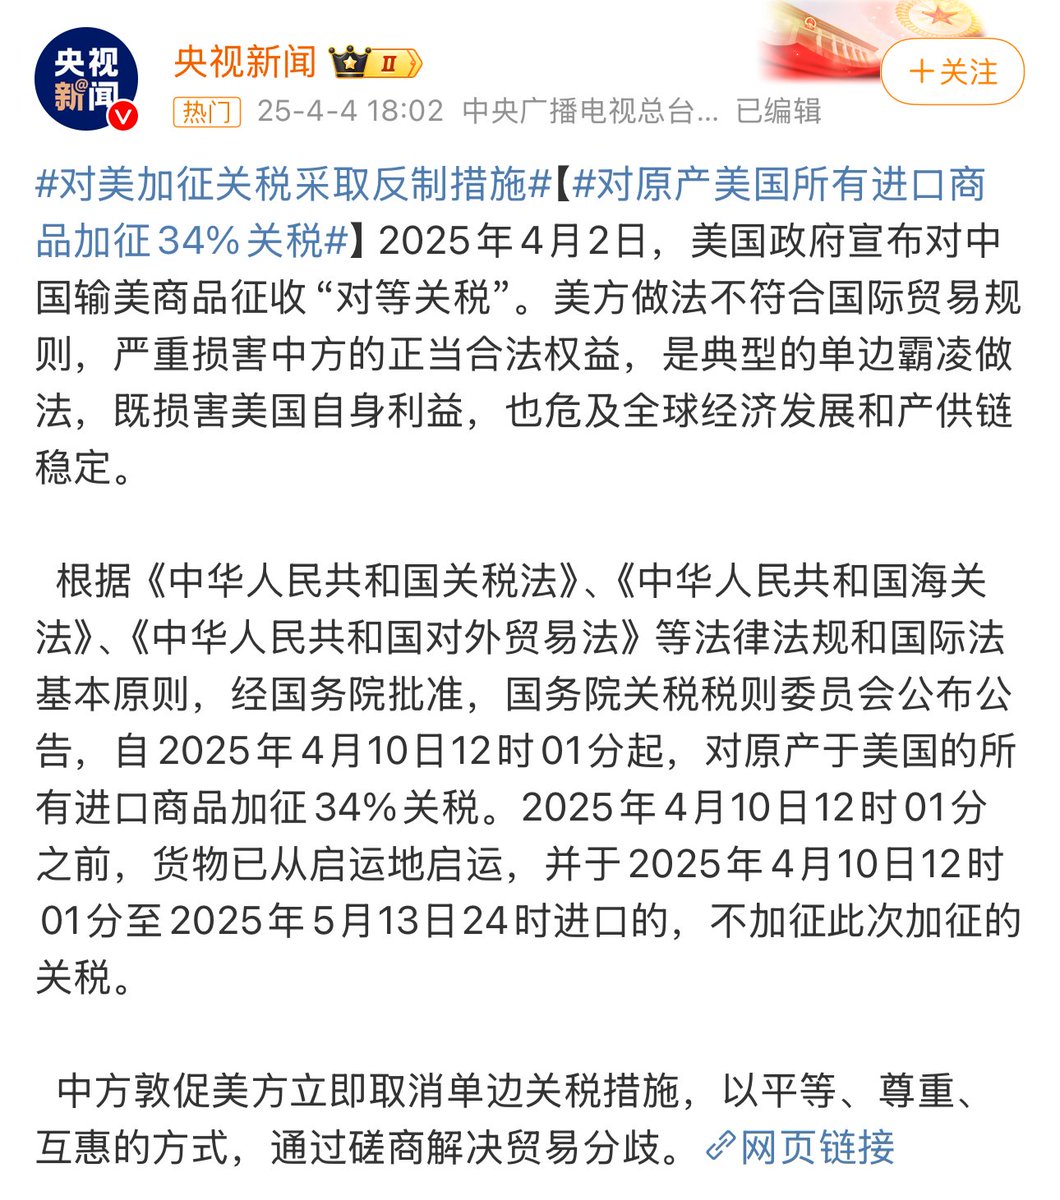 央视
新@闻
央视新闻 II
+关注
热门 25-4-4 18:02 中央广播电视总台... 已编辑
#对美加征关税采取反制措施#【#对原产美国所有进口商
品加征34%关税#】2025年4月2日，美国政府宣布对中
国输美商品征收“对等关税”。美方做法不符合国际贸易规
则，严重损害中方的正当合法权益，是典型的单边霸凌做
法，既损害美国自身利益，也危及全球经济发展和产供链
稳定。
根据《中华人民共和国关税法》、《中华人民共和国海关
法》、《中华人民共和国对外贸易法》等法律法规和国际法
基本原则，经国务院批准，国务院关税税则委员会公布公
告，自2025年4月10日12时01分起，对原产于美国的所
有进口商品加征34%关税。2025年4月10日12时01分
之前，货物已从启运地启运，并于2025年4月10日12时
01分至2025年5月13日24时进口的，不加征此次加征的
关税。
中方敦促美方立即取消单边关税措施，以平等、尊重、
互惠的方式，通过磋商解决贸易分歧。网页链接